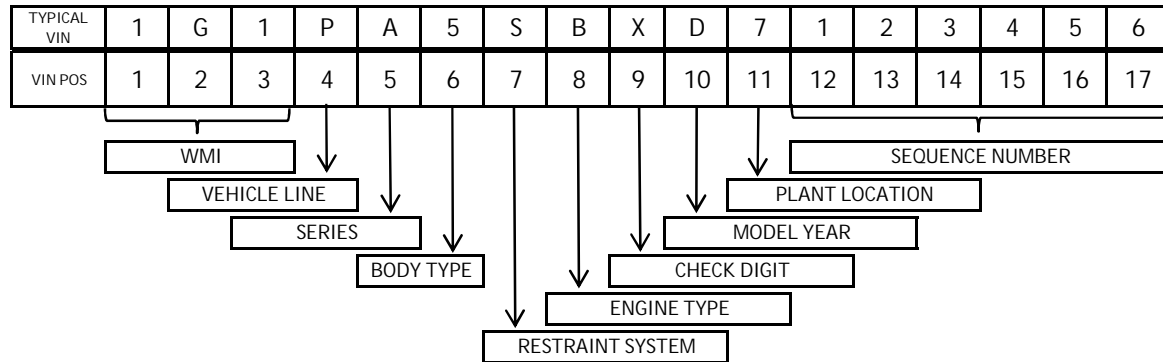 TYPICAL VIN 1 G 1 P A 5 S B X D 7 1 2 3 4 5 6
VIN POS 1 2 3 4 5 6 7 8 9 10 11 12 13 14 15 16 17
WMI SEQUENCE NUMBER
VEHICLE LINE PLANT LOCATION
SERIES MODEL YEAR
BODY TYPE CHECK DIGIT
ENGINE TYPE
RESTRAINT SYSTEM